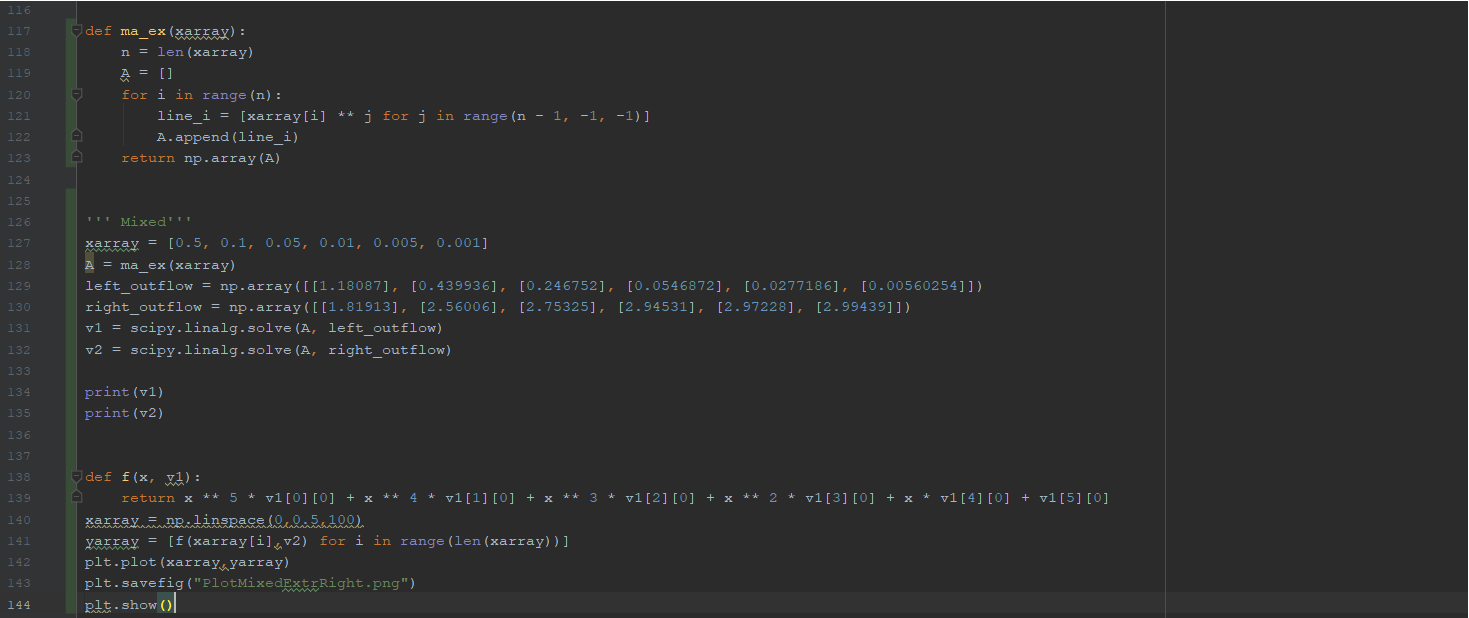 116
117 def ma_ex(xarray):
118     n = len(xarray)
119     A = []
120     for i in range(n):
121         line_i = [xarray[i] ** j for j in range(n - 1, -1, -1)]
122         A.append(line_i)
123     return np.array(A)
124
125
126 ''' Mixed'''
127 xarray = [0.5, 0.1, 0.05, 0.01, 0.005, 0.001]
128 A = ma_ex(xarray)
129 left_outflow = np.array([[1.18087], [0.439936], [0.246752], [0.0546872], [0.0277186], [0.00560254]])
130 right_outflow = np.array([[1.81913], [2.56006], [2.75325], [2.94531], [2.97228], [2.99439]])
131 v1 = scipy.linalg.solve(A, left_outflow)
132 v2 = scipy.linalg.solve(A, right_outflow)
133
134 print(v1)
135 print(v2)
136
137
138 def f(x, v1):
139     return x ** 5 * v1[0][0] + x ** 4 * v1[1][0] + x ** 3 * v1[2][0] + x ** 2 * v1[3][0] + x * v1[4][0] + v1[5][0]
140 xarray = np.linspace(0,0.5,100)
141 yarray = [f(xarray[i],v2) for i in range(len(xarray))]
142 plt.plot(xarray,yarray)
143 plt.savefig("PlotMixedExtrRight.png")
144 plt.show()